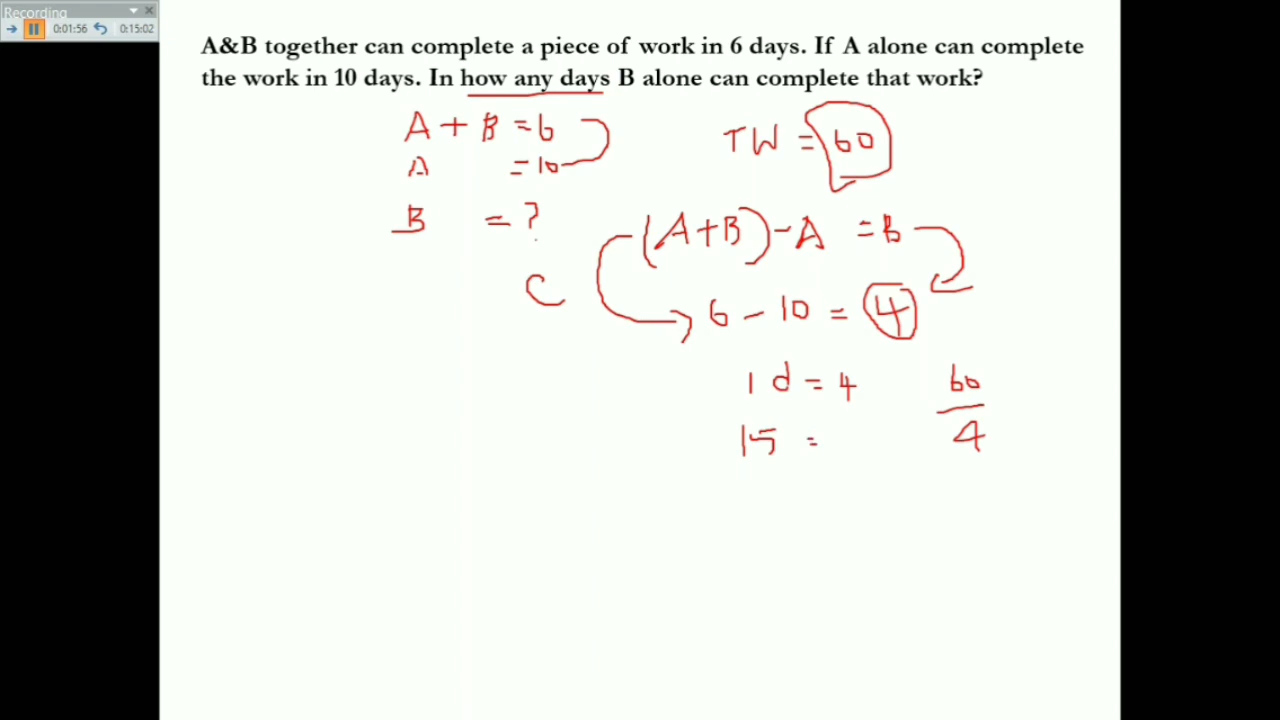 Recording
0:01:56 0:15:02
A&B together can complete a piece of work in 6 days. If A alone can complete
the work in 10 days. In how any days B alone can complete that work?
A + B = 6
TW = 60
A = 10
B = ?
(A+B) - A = B
C
6 - 10 = 4
1 d = 4
60
15 =
4